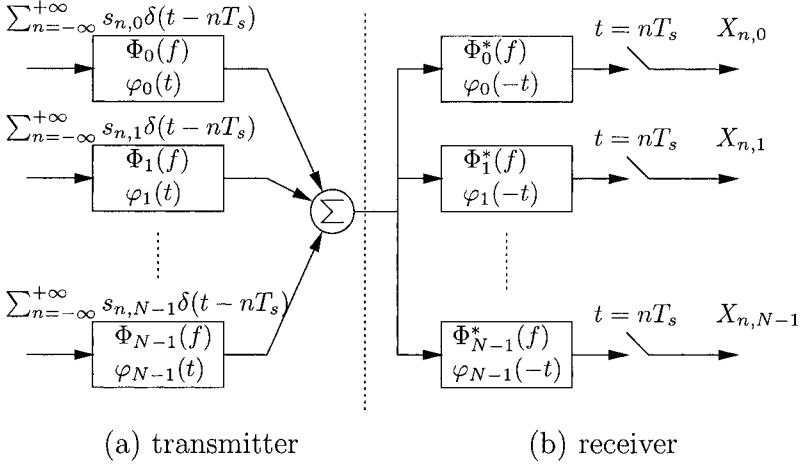 ∑_{n=-∞}^{+∞} s_{n,0}δ(t − nT_s)
Φ_0(f)
φ_0(t)
∑_{n=-∞}^{+∞} s_{n,1}δ(t − nT_s)
Φ_1(f)
φ_1(t)
∑
∑_{n=-∞}^{+∞} s_{n,N−1}δ(t − nT_s)
Φ_{N−1}(f)
φ_{N−1}(t)
(a) transmitter
Φ_0^*(f)
φ_0(−t)
t = nT_s
X_{n,0}
Φ_1^*(f)
φ_1(−t)
t = nT_s
X_{n,1}
Φ_{N−1}^*(f)
φ_{N−1}(−t)
t = nT_s
X_{n,N−1}
(b) receiver